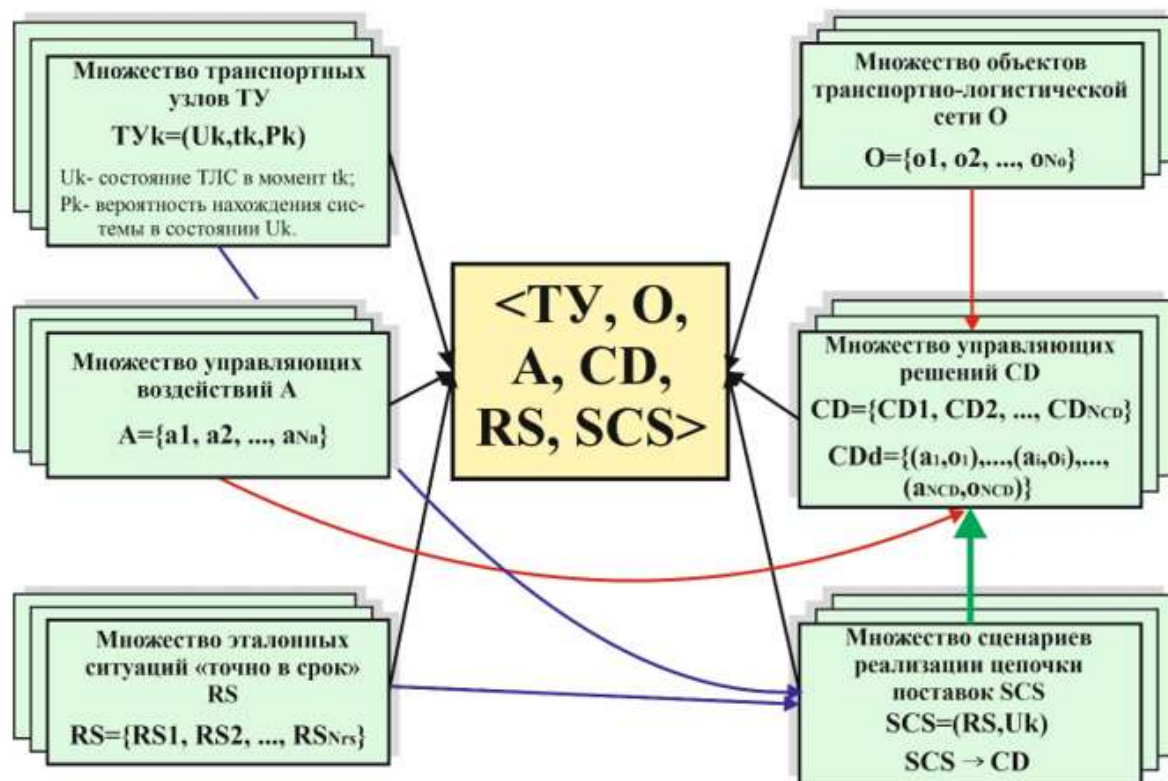 Множество транспортных
узлов ТУ
ТУk=(Uk,tk,Pk)
Uk- состояние ТЛС в момент tk;
Pk- вероятность нахождения сис-
темы в состоянии Uk.
Множество объектов
транспортно-логистической
сети О
O={o1, o2, ..., oNo}
<ТУ, О,
А, CD,
RS, SCS>
Множество управляющих
воздействий А
A={a1, a2, ..., aNa}
Множество управляющих
решений CD
CD={CD1, CD2, ..., CDNCD}
CDd={(a1,o1),...,(ai,oi),...,
(aNCD,oNCD)}
Множество эталонных
ситуаций «точно в срок»
RS
RS={RS1, RS2, ..., RSNrs}
Множество сценариев
реализации цепочки
поставок SCS
SCS=(RS,Uk)
SCS → CD